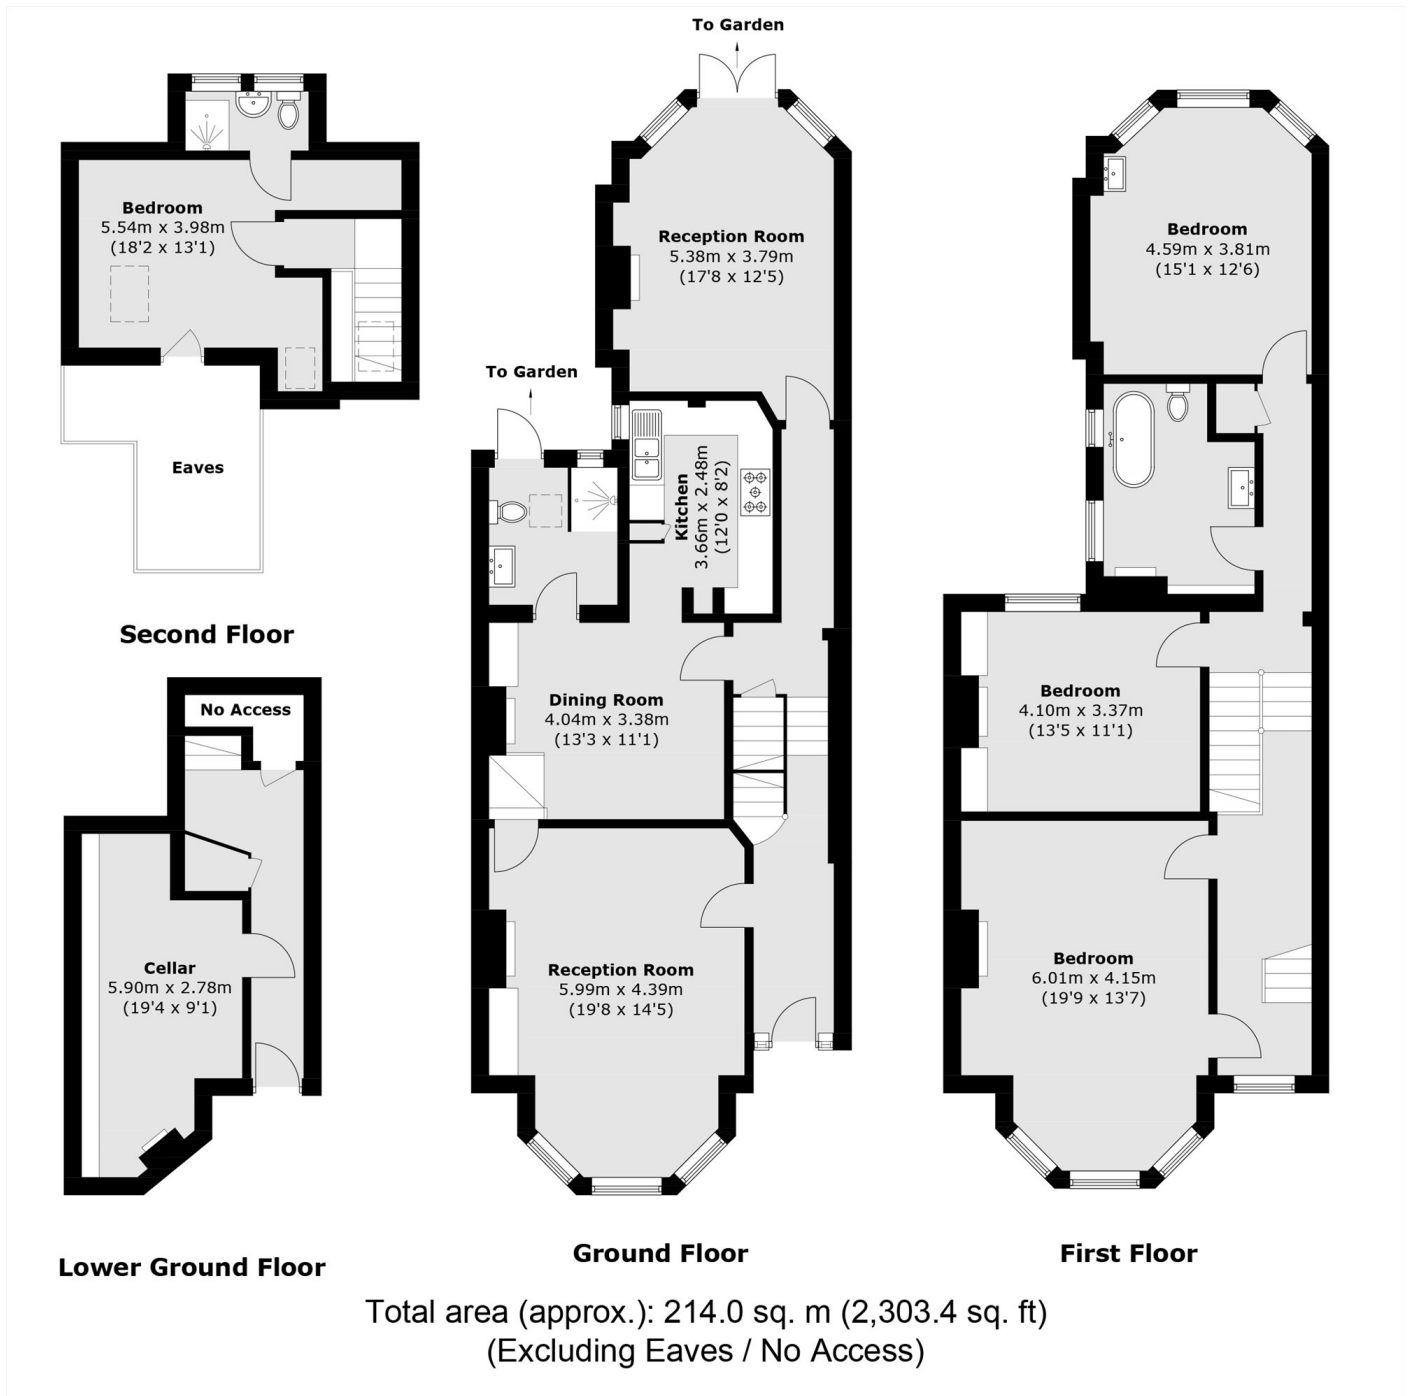 To Garden
Bedroom
5.54m x 3.98m
(18'2 x 13'1)
Eaves
Second Floor
Reception Room
5.38m x 3.79m
(17'8 x 12'5)
To Garden
Kitchen
3.66m x 2.48m
(12'0 x 8'2)
Dining Room
4.04m x 3.38m
(13'3 x 11'1)
Reception Room
5.99m x 4.39m
(19'8 x 14'5)
Ground Floor
Bedroom
4.59m x 3.81m
(15'1 x 12'6)
Bedroom
4.10m x 3.37m
(13'5 x 11'1)
Bedroom
6.01m x 4.15m
(19'9 x 13'7)
First Floor
No Access
Cellar
5.90m x 2.78m
(19'4 x 9'1)
Lower Ground Floor
Total area (approx.): 214.0 sq. m (2,303.4 sq. ft)
(Excluding Eaves / No Access)